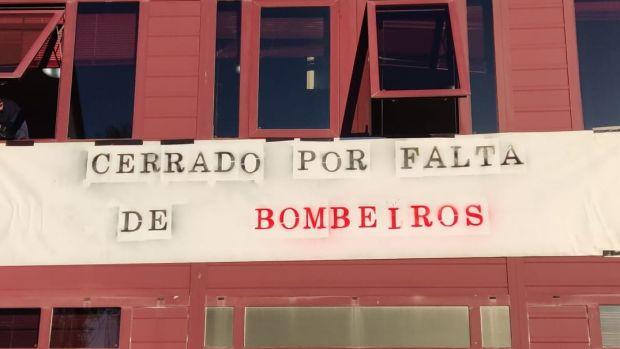 CERRADO POR FALTA
DE BOMBEIROS